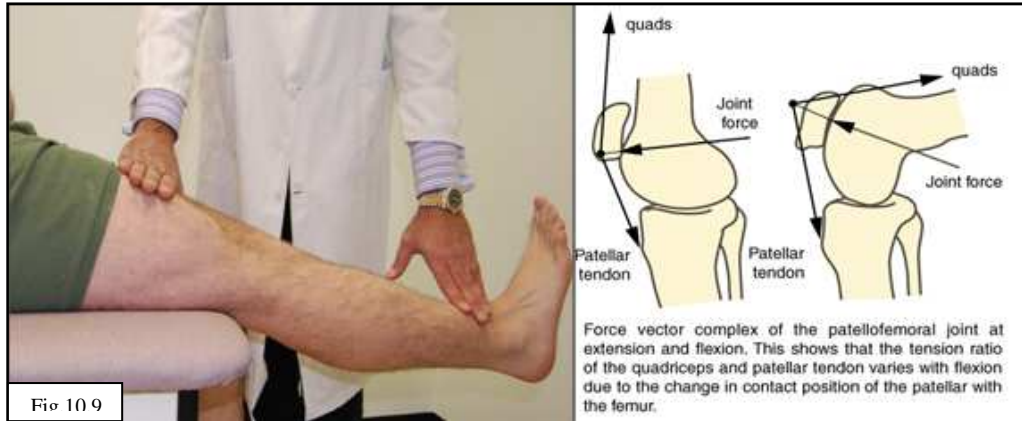 quads
Joint
force
Patellar
tendon
quads
Joint force
Patellar
tendon
Force vector complex of the patellofemoral joint at
extension and flexion. This shows that the tension ratio
of the quadriceps and patellar tendon varies with flexion
due to the change in contact position of the patellar with
the femur.
Fig 10.9